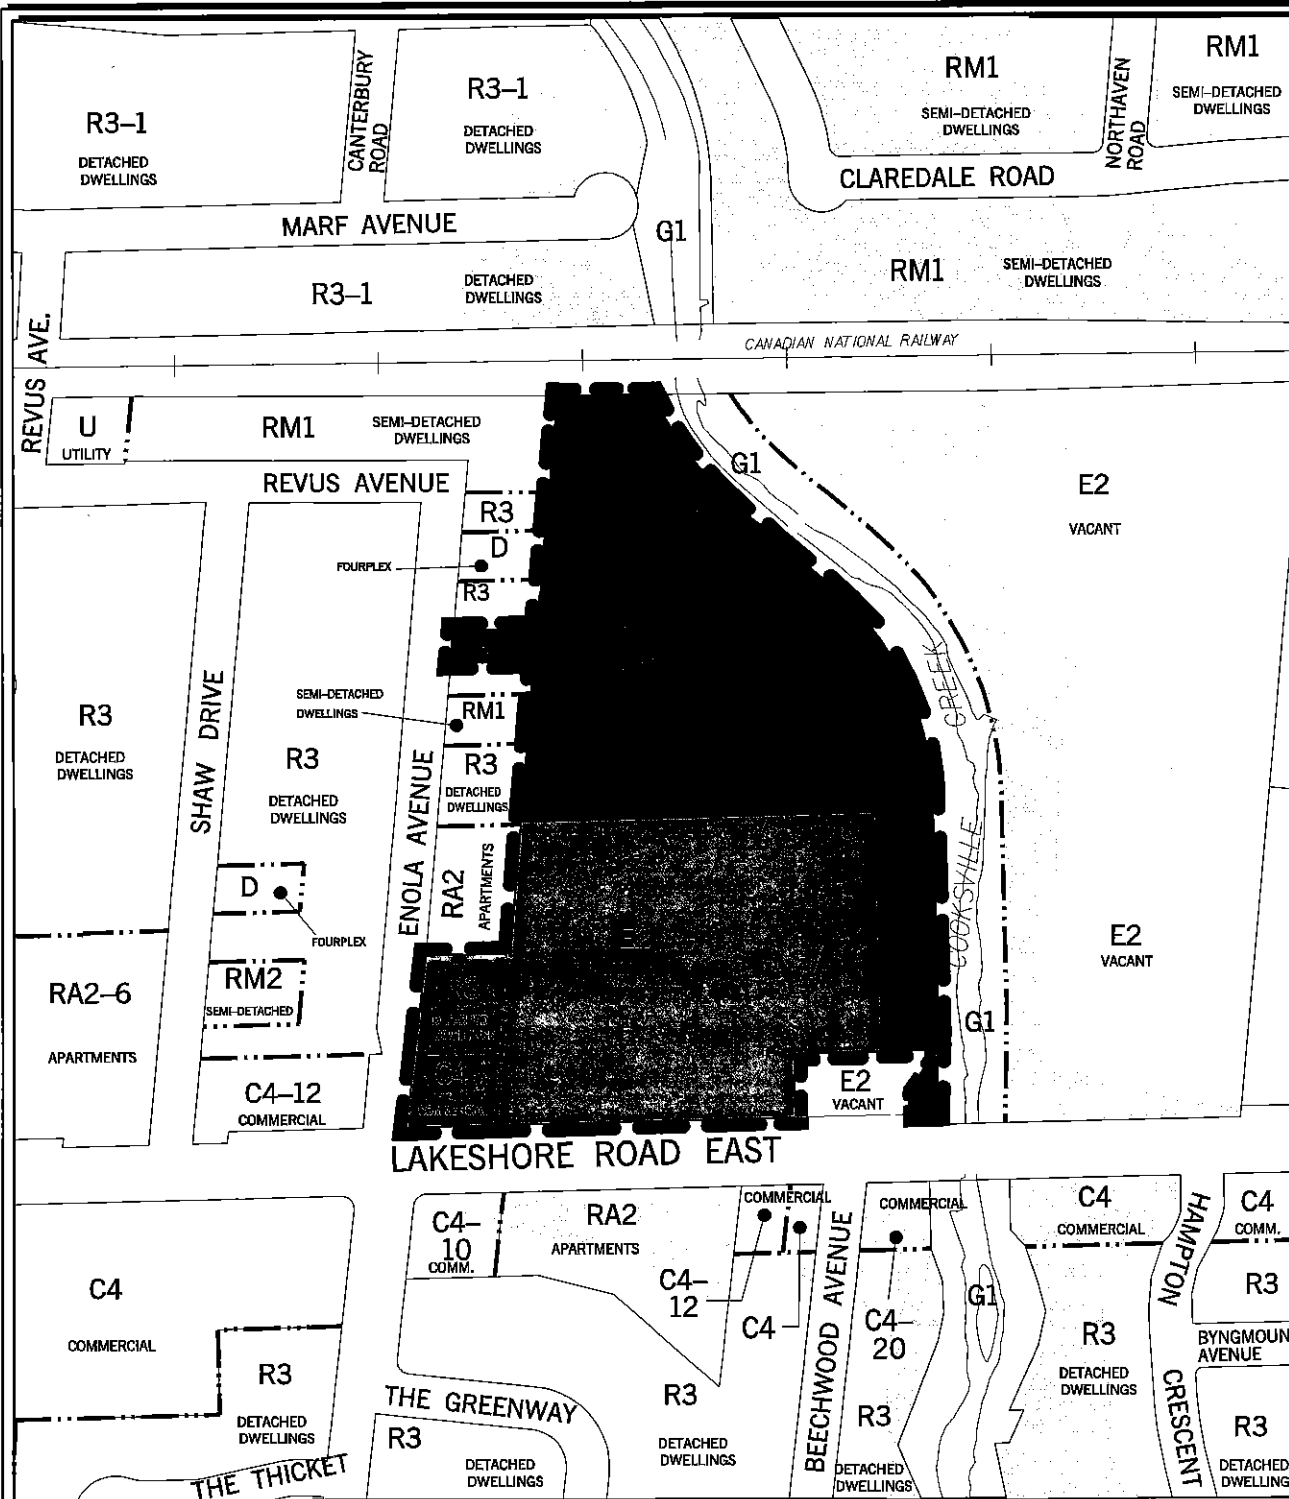 RM1
RM1
R3-1
CANTERBURY
ROAD
NORTHAVEN
ROAD
SEMI-DETACHED
DWELLINGS
SEMI-DETACHED
DWELLINGS
R3-1
DETACHED
DWELLINGS
DETACHED
DWELLINGS
CLAREDALE ROAD
MARF AVENUE
G1
RM1
SEMI-DETACHED
DWELLINGS
R3-1
DETACHED
DWELLINGS
CANADIAN NATIONAL RAILWAY
REVUS AVE.
U
UTILITY
RM1
SEMI-DETACHED
DWELLINGS
G1
REVUS AVENUE
E2
VACANT
R3
D
FOURPLEX
R3
SHAW DRIVE
SEMI-DETACHED
DWELLINGS
RM1
R3
DETACHED
DWELLINGS
R3
DETACHED
DWELLINGS
R3
DETACHED
DWELLINGS
ENOLA AVENUE
RA2
APARTMENTS
COOKSVILLE CREEK
D
FOURPLEX
E2
VACANT
RA2-6
APARTMENTS
RM2
SEMI-DETACHED
G1
C4-12
COMMERCIAL
E2
VACANT
LAKESHORE ROAD EAST
C4-
10
COMM.
RA2
APARTMENTS
COMMERCIAL
COMMERCIAL
C4
COMMERCIAL
C4
COMM.
HAMPTON CRESCENT
C4
COMMERCIAL
C4-
12
C4
BEECHWOOD AVENUE
C4-
20
G1
R3
DETACHED
DWELLINGS
R3
BYNGMOUN
AVENUE
R3
DETACHED
DWELLINGS
THE GREENWAY
R3
DETACHED
DWELLINGS
R3
DETACHED
DWELLINGS
R3
DETACHED
DWELLINGS
R3
DETACHED
DWELLING
THE THICKET